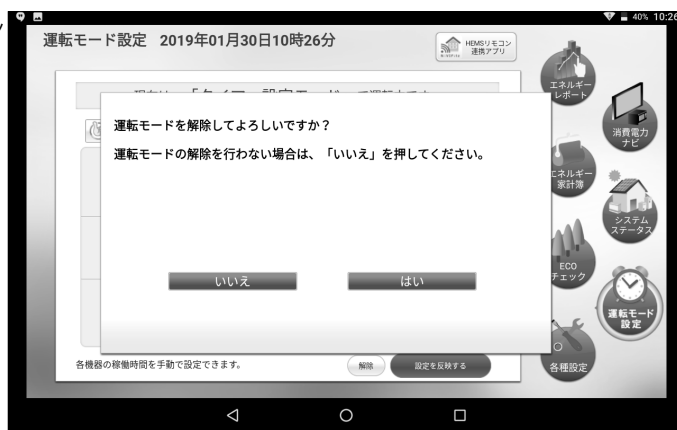 40% 10:26
運転モード設定 2019年01月30日10時26分
HEMSリモコン
連携アプリ
エネルギー
レポート
消費電力
ナビ
運転モードを解除してよろしいですか？
運転モードの解除を行わない場合は、「いいえ」を押してください。
エネルギー
家計簿
システム
ステータス
いいえ
はい
ECO
チェック
運転モード
設定
各機器の稼働時間を手動で設定できます。
解除
設定を反映する
各種設定